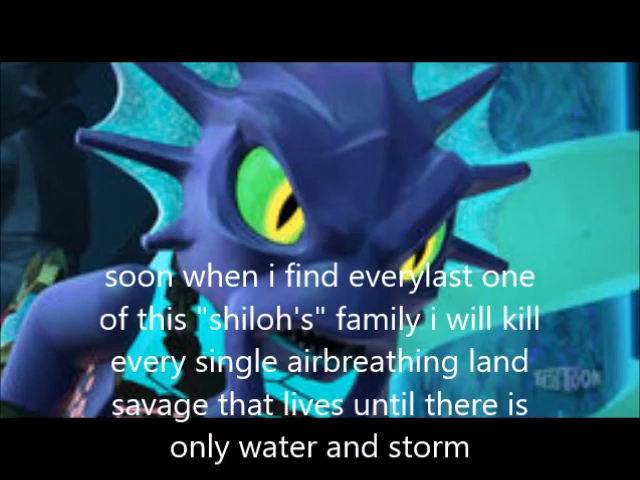 soon when i find everylast one
of this "shiloh's" family i will kill
every single airbreathing land
savage that lives until there is
only water and storm
TELETOON